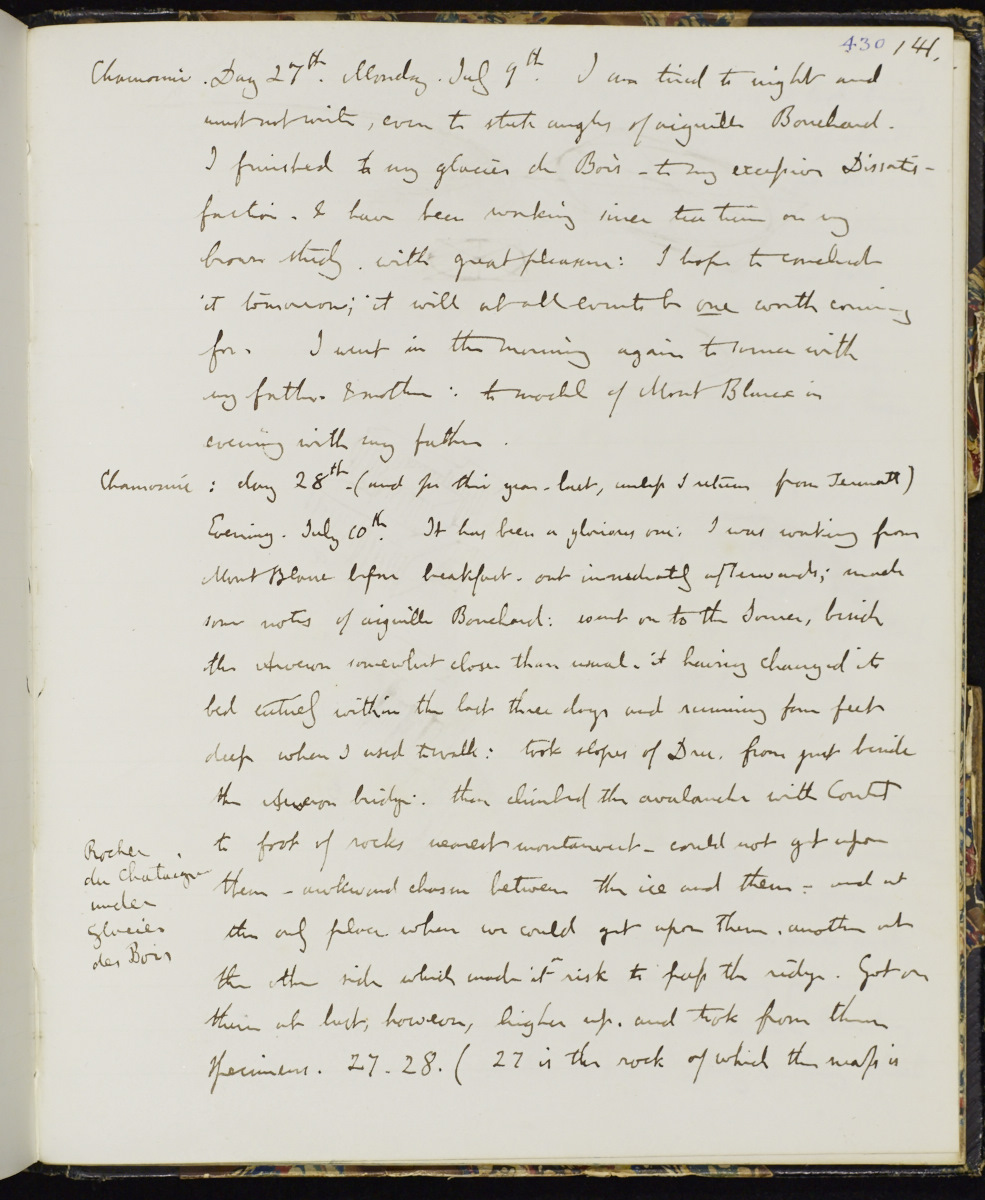 430 141.
Chamouni. Day 27th. Monday. July 9th. I am tired to night and
must not write, even to state angles of aiguille Bouchard.
I finished to my glacier du Bois - to my excessive Dissatis-
faction. I have been working since tea time on my
brown study. with great pleasure: I hope to conclude
it tomorrow; it will at all events be one worth coming
for. I went in the morning again to source with
my father & mother: to model of Mont Blanc in
evening with my father.
Chamouni: day 28th - (and for this year - last, unless I return from Zermatt)
Evening. July 10th. It has been a glorious one: I was working from
Mont Blanc before breakfast. out immediately afterwards; made
some notes of aiguille Bouchard: went on to the source, beside
the Arveron somewhat closer than usual. it having changed its
bed entirely within the last three days and running four feet
deep where I used to walk: took slopes of Dru. from just beside
the Arveron bridge. then climbed the avalanche with Coutet
to foot of rocks nearest montanvert - could not get upon
them - awkward chasm between the ice and them - and at
the only place where we could get upon them, another at
the other side which made it risk to pass the ridge. Got on
them at last, however, higher up. and took from them
specimens. 27. 28. ( 27 is the rock of which the mass is
Rocher
du Chataigne
under
glacier
des Bois